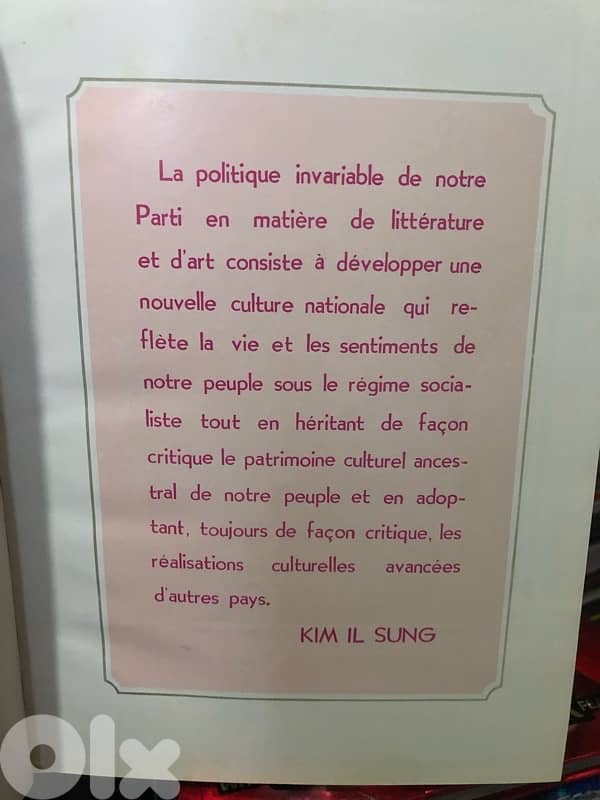 La politique invariable de notre
Parti en matière de littérature
et d'art consiste à développer une
nouvelle culture nationale qui re-
flète la vie et les sentiments de
notre peuple sous le régime socia-
liste tout en héritant de façon
critique le patrimoine culturel ances-
tral de notre peuple et en adop-
tant, toujours de façon critique, les
réalisations culturelles avancées
d'autres pays.
KIM IL SUNG
olx